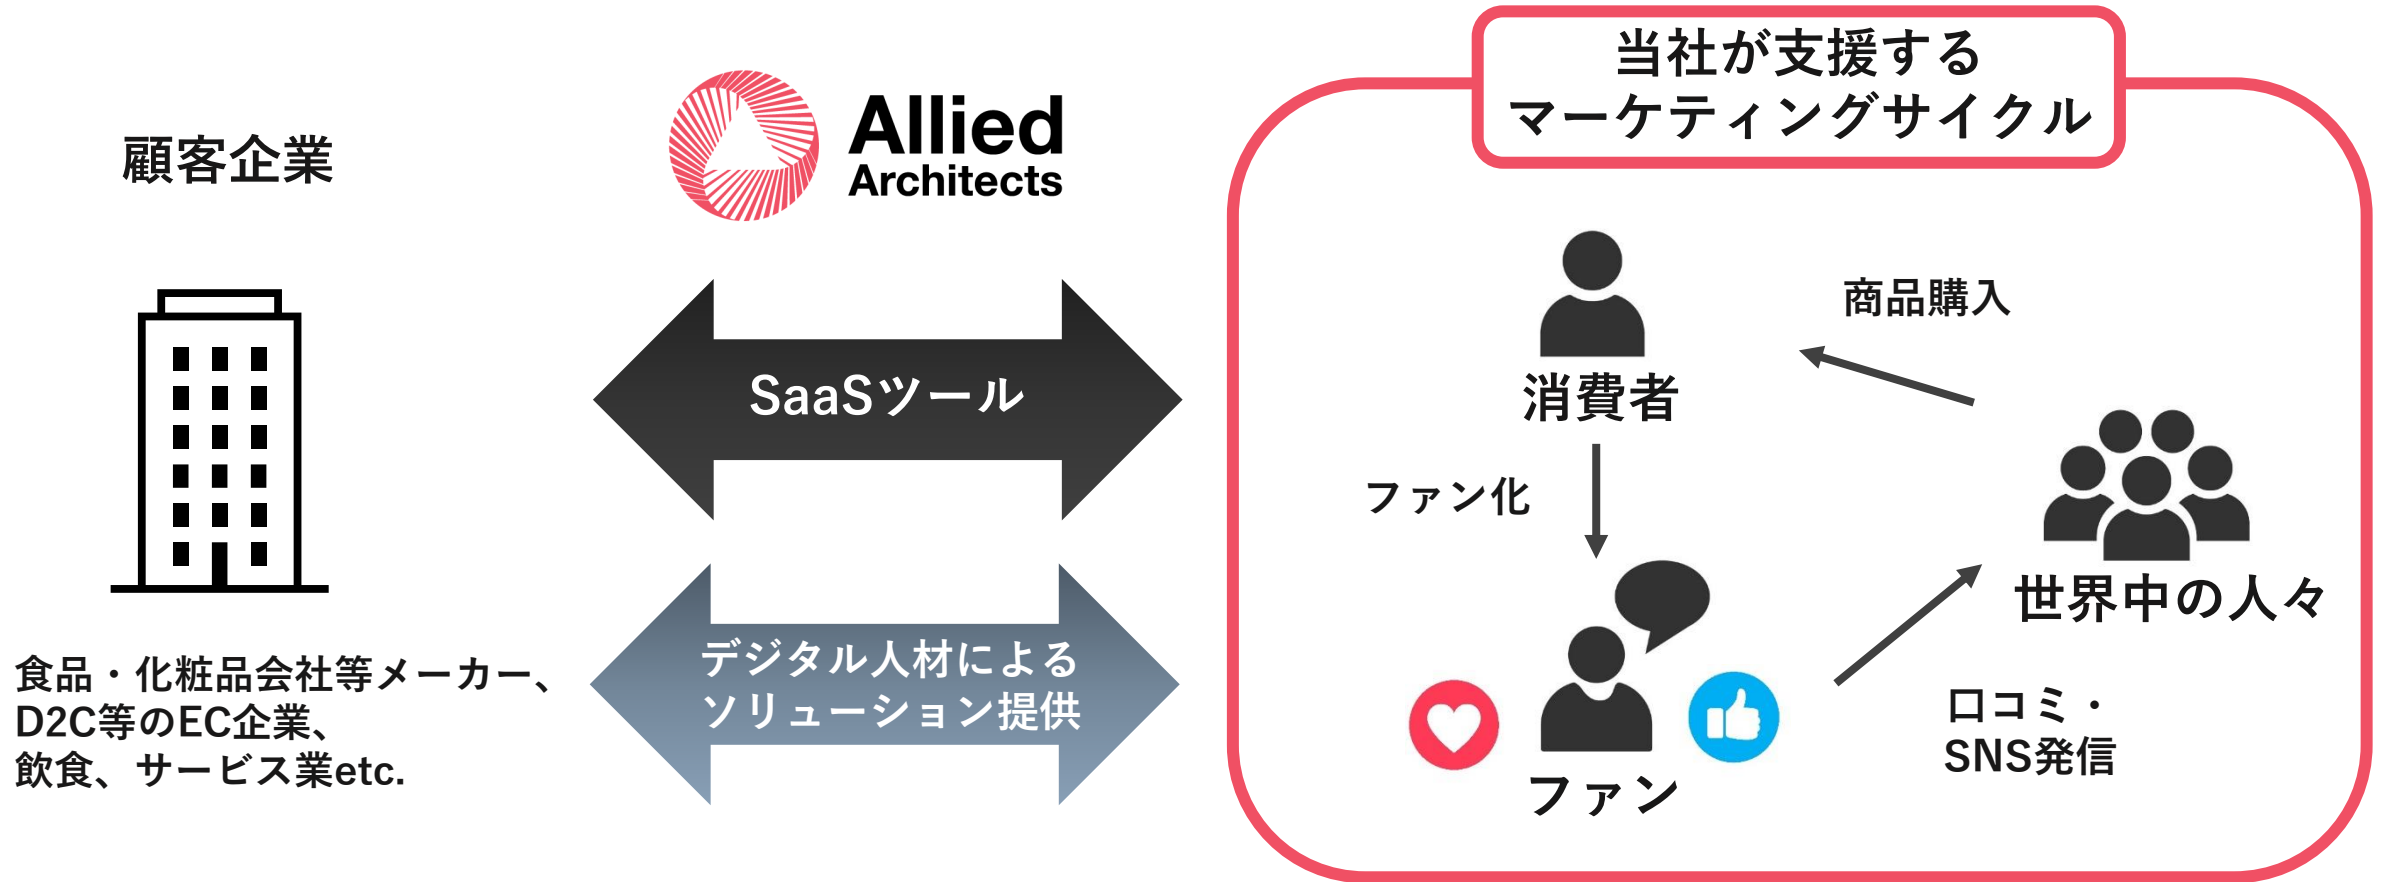 顧客企業
食品・化粧品会社等メーカー、
D2C等のEC企業、
飲食、サービス業etc.
Allied
Architects
SaaSツール
デジタル人材による
ソリューション提供
当社が支援する
マーケティングサイクル
消費者
商品購入
ファン化
世界中の人々
口コミ・
SNS発信
ファン